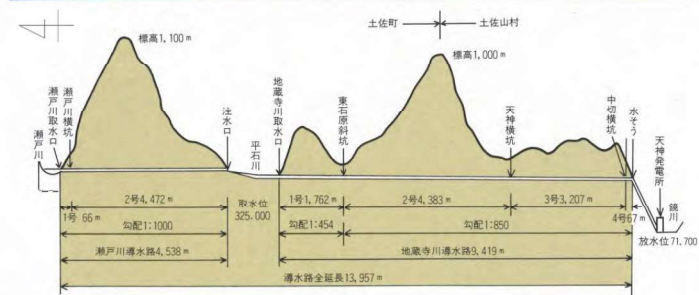 土佐町
土佐山村
標高1,100m
標高1,000m
瀬戸川
瀬戸川取水口
瀬戸川横坑
注水口
平石川
地蔵寺川取水口
東石原斜坑
天神横坑
中切横坑
水そう
天神発電所
鏡川
2号4,472m
取水位
325.000
1号1,762m
2号4,383m
3号3,207m
1号 66m
4号67m
勾配1:1000
勾配1:454
勾配1:850
放水位71.700
瀬戸川導水路4,538m
地蔵寺川導水路9,419m
導水路全延長13,957m